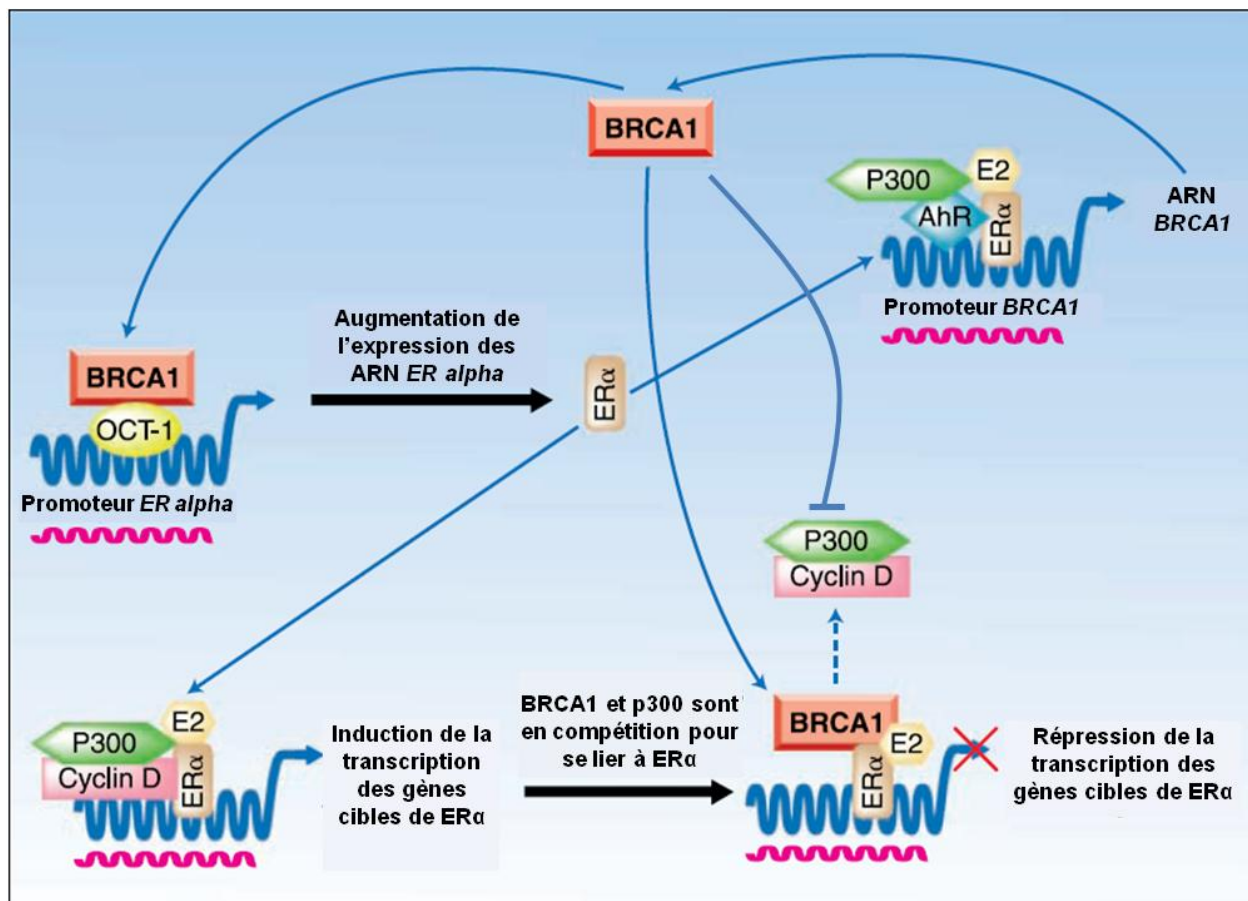 BRCA1
P300
E2
AhR
ERα
ARN
BRCA1
Promoteur BRCA1
Augmentation de
l'expression des
ARN ER alpha
BRCA1
OCT-1
Promoteur ER alpha
ERα
P300
Cyclin D
P300
E2
Cyclin D
ERα
Induction de la
transcription
des gènes
cibles de ERα
BRCA1 et p300 sont
en compétition pour
se lier à ERα
BRCA1
E2
ERα
Répression de la
transcription des
gènes cibles de ERα